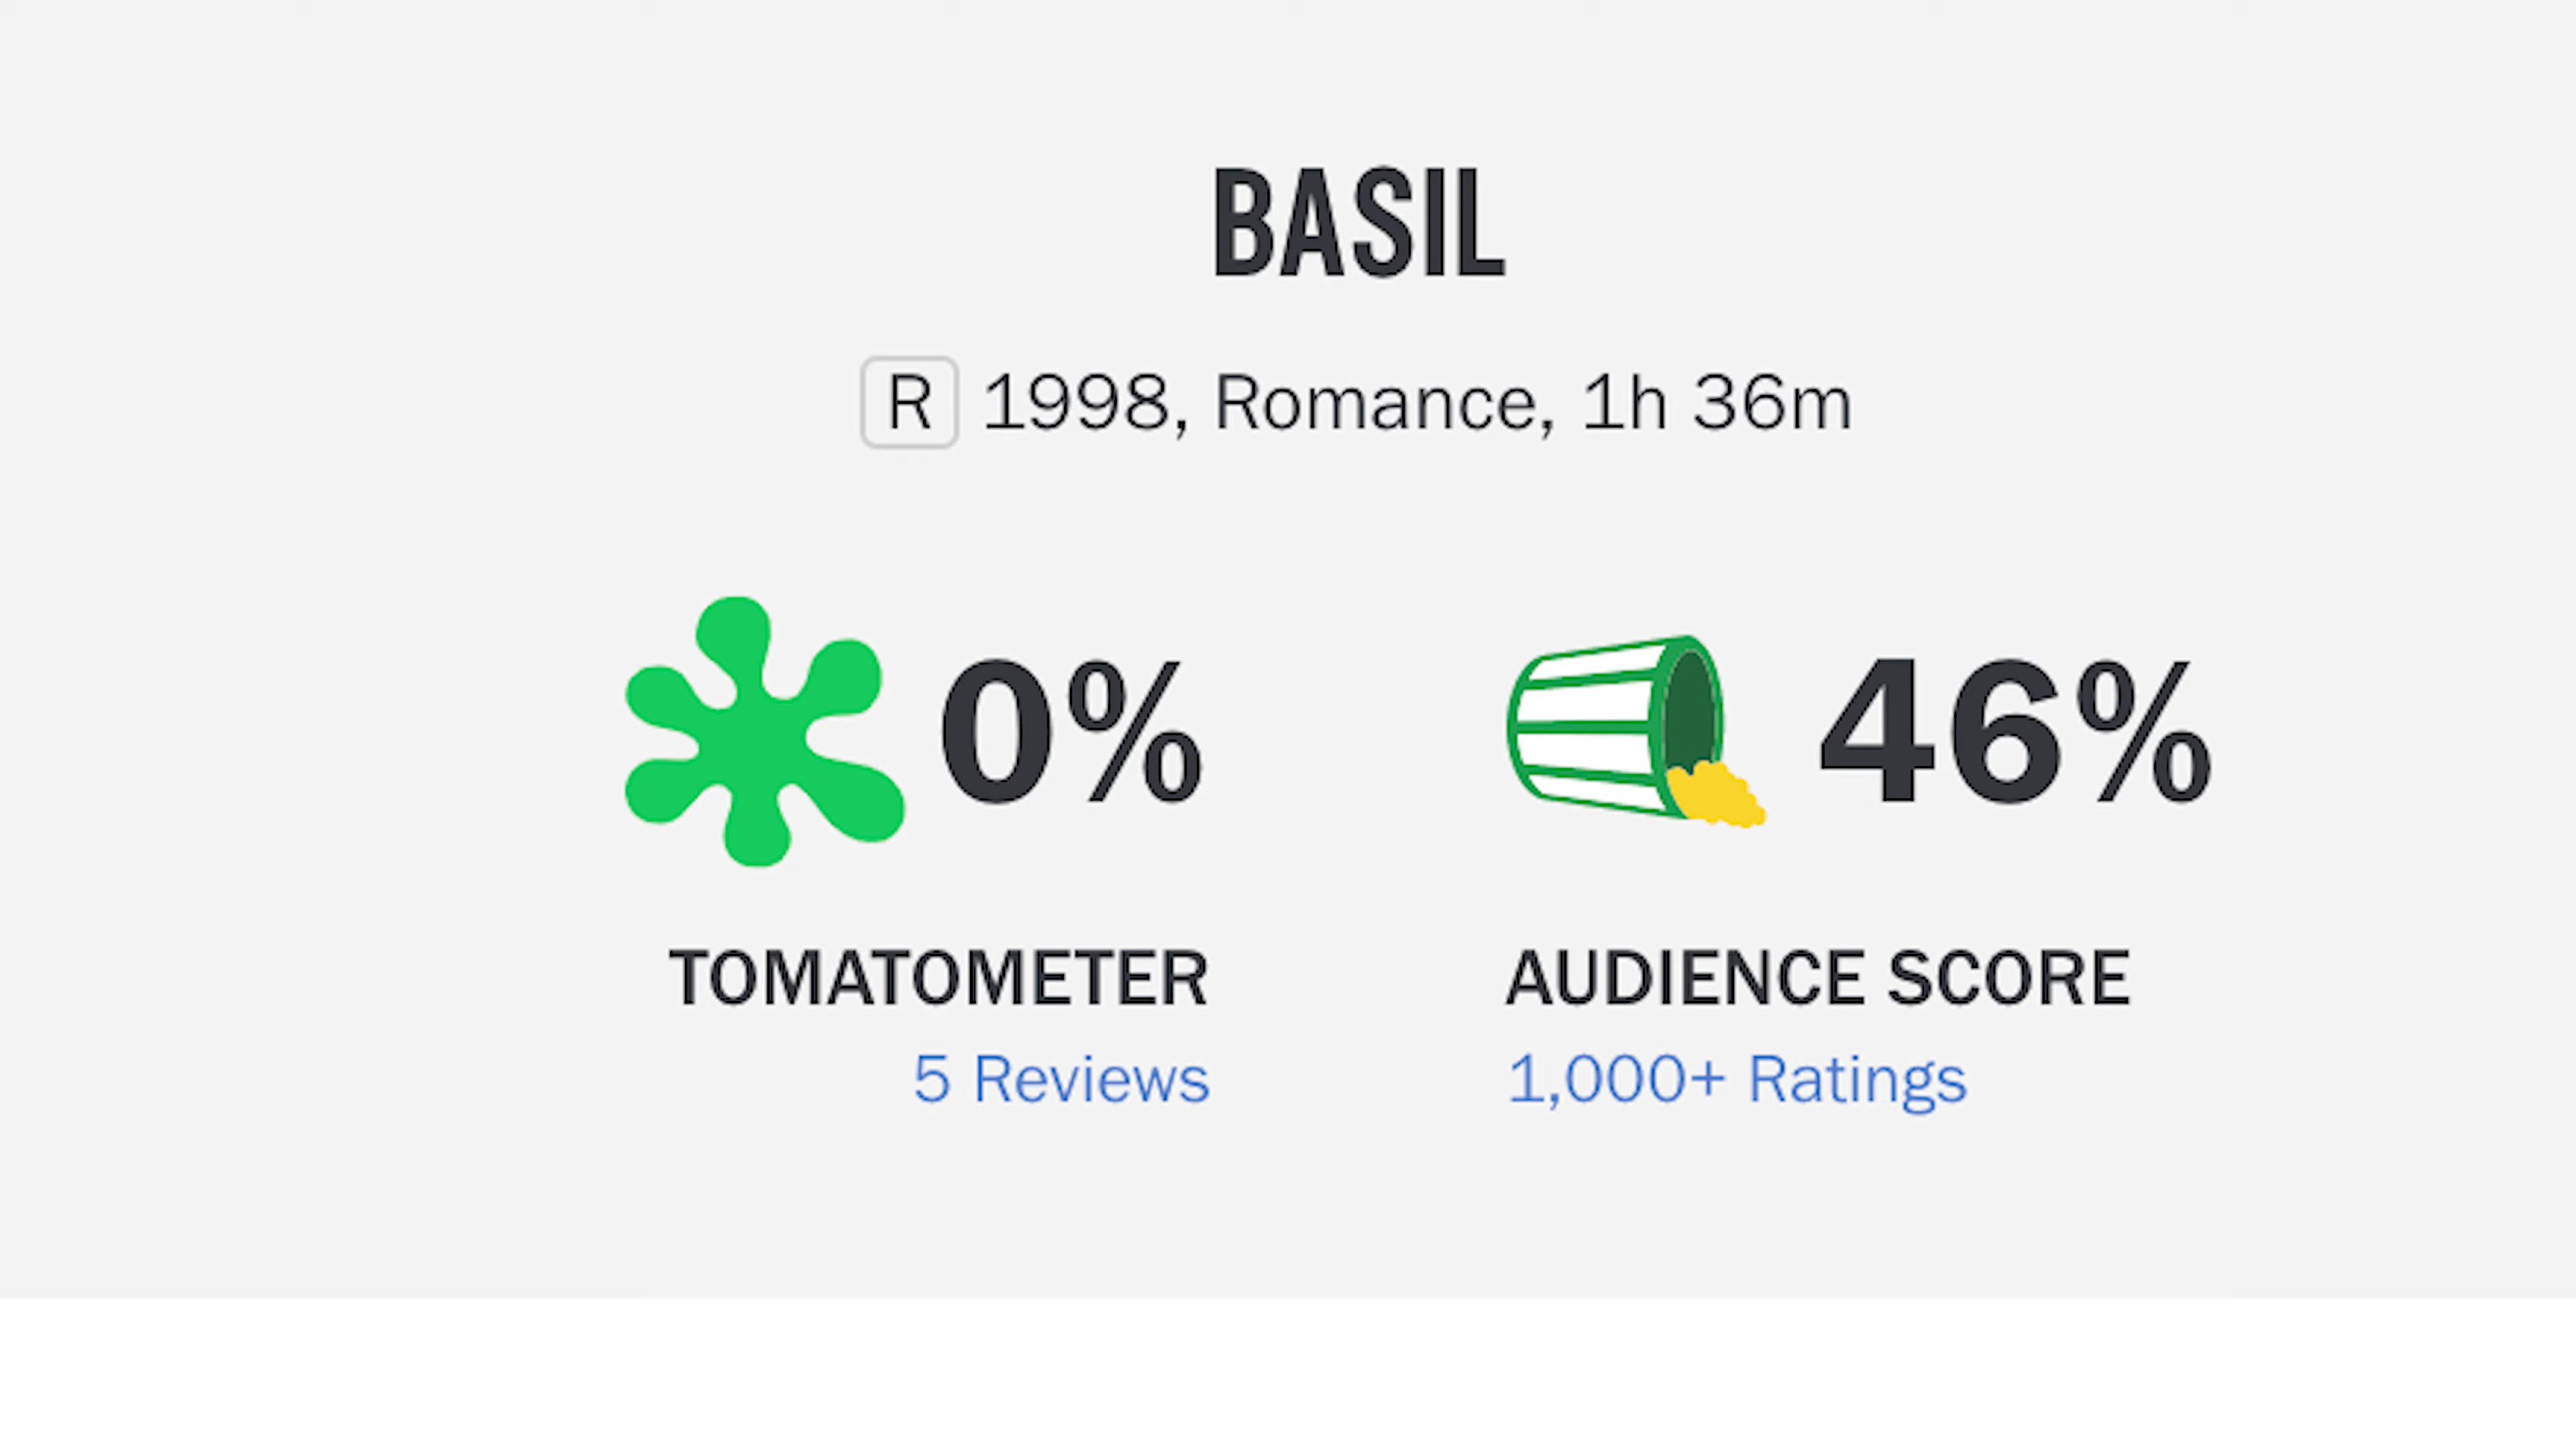 BASIL
R 1998, Romance, 1h 36m
0% 46%
TOMATOMETER AUDIENCE SCORE
5 Reviews 1,000+ Ratings